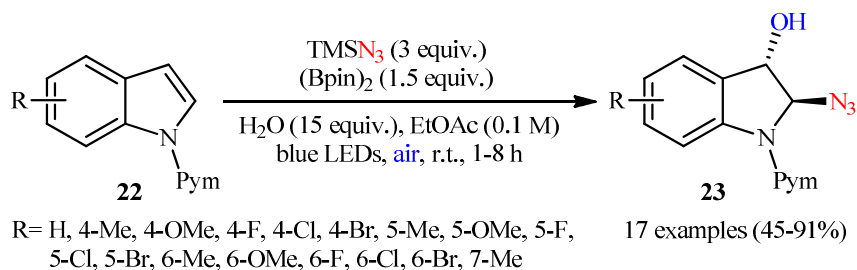 TMSN₃ (3 equiv.)
(Bpin)₂ (1.5 equiv.)
H₂O (15 equiv.), EtOAc (0.1 M)
blue LEDs, air, r.t., 1-8 h
R
N
Pym
22
OH
R
N₃
N
Pym
23
R= H, 4-Me, 4-OMe, 4-F, 4-Cl, 4-Br, 5-Me, 5-OMe, 5-F,
5-Cl, 5-Br, 6-Me, 6-OMe, 6-F, 6-Cl, 6-Br, 7-Me
17 examples (45-91%)